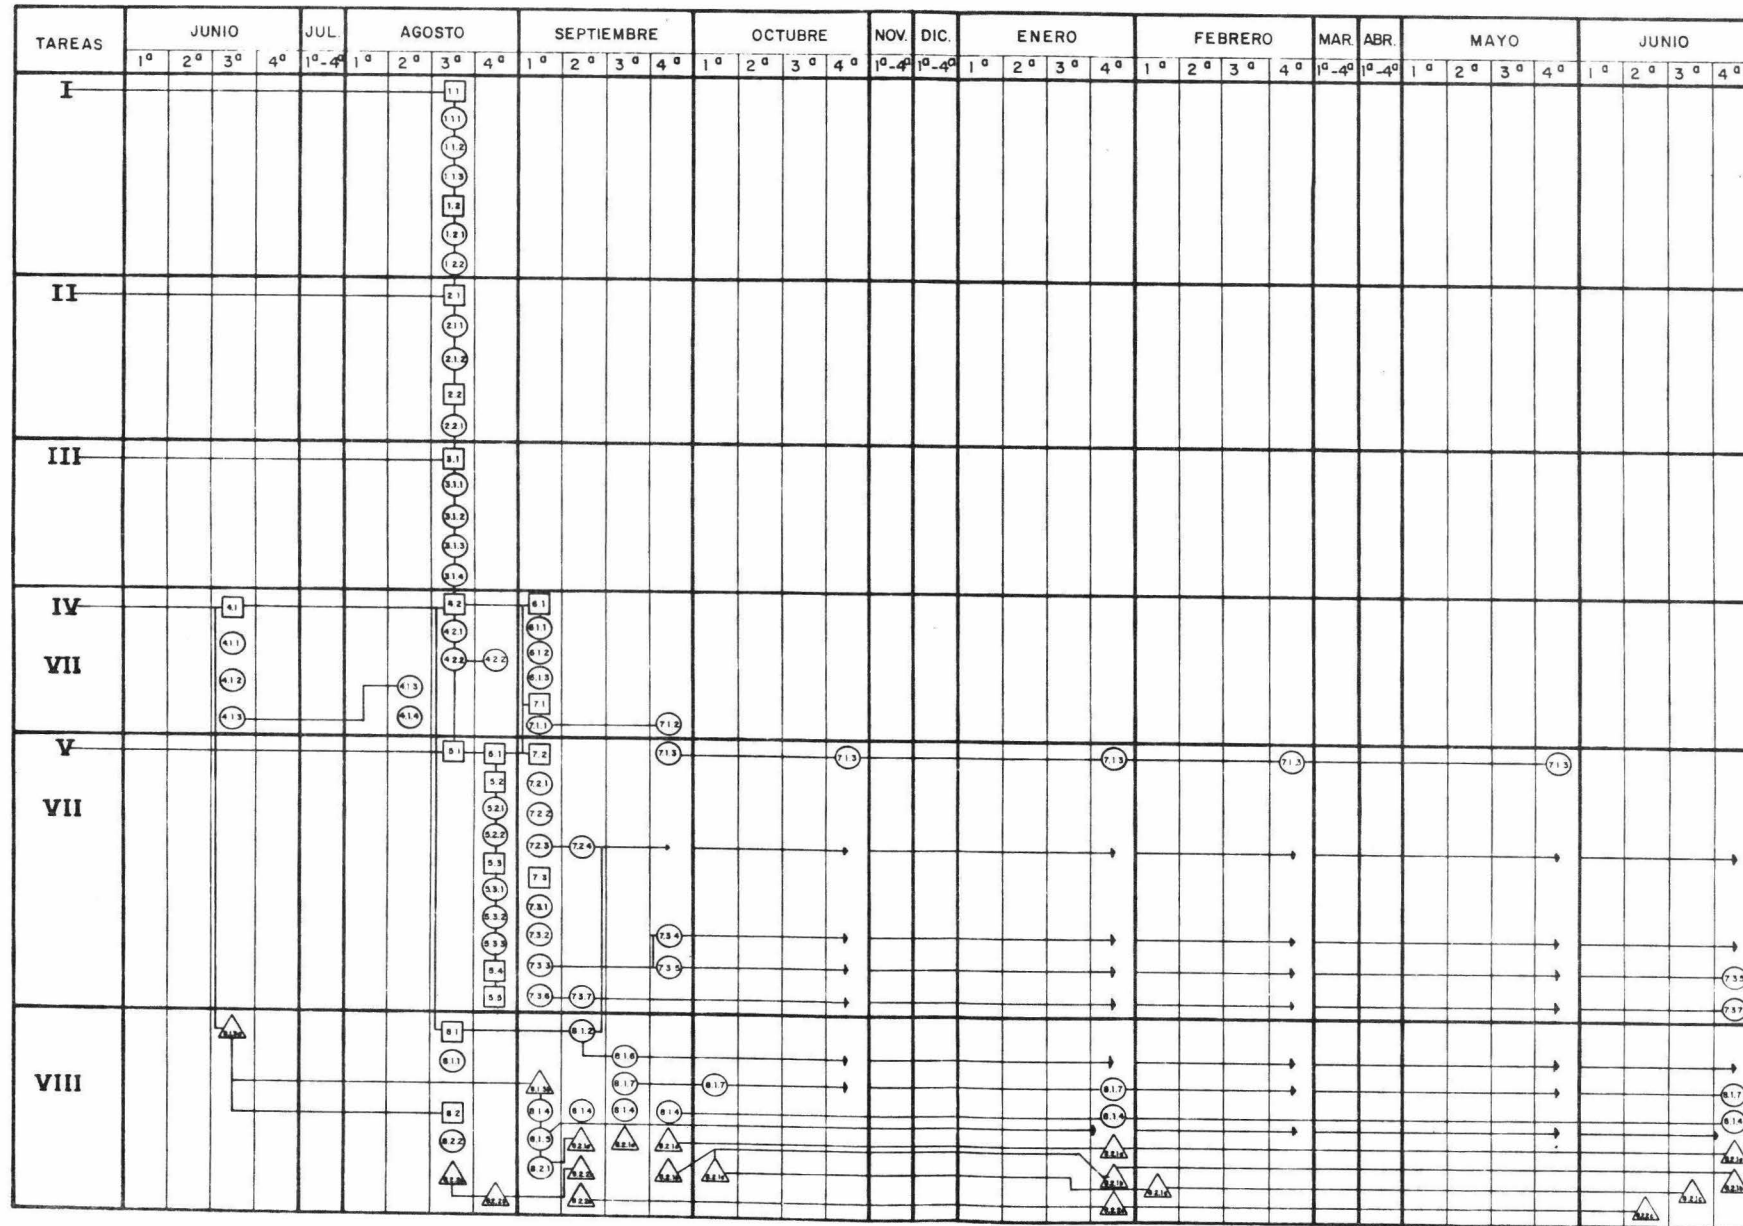 TAREAS JUNIO JUL. AGOSTO SEPTIEMBRE OCTUBRE NOV. DIC. ENERO FEBRERO MAR. ABR. MAYO JUNIO
1ª 2ª 3ª 4ª 1ª-4ª 1ª 2ª 3ª 4ª 1ª 2ª 3ª 4ª 1ª 2ª 3ª 4ª 1ª-4ª 1ª-4ª 1ª 2ª 3ª 4ª 1ª 2ª 3ª 4ª 1ª-4ª 1ª-4ª 1ª 2ª 3ª 4ª 1ª 2ª 3ª 4ª
I 1.1
1.1.1
1.1.2
1.1.3
1.2
1.2.1
1.2.2
II 2.1
2.1.1
2.1.2
2.2
2.2.1
III 3.1
3.1.1
3.1.2
3.1.3
3.1.4
IV 4.1 4.2 6.1
4.1.1 4.2.1 6.1.1
VII 4.2.2 4.2.2 6.1.2
4.1.2 4.1.3 6.1.3
7.1
4.1.3 4.1.4 7.1.1 7.1.2
V 5.1 5.1 7.2 7.1.3 7.1.3 7.1.3 7.1.3 7.1.3
5.2 7.2.1
VII 5.2.1 7.2.2
5.2.2 7.2.3 7.2.4
5.3 7.3
5.3.1 7.3.1
5.3.2 7.3.2 7.3.4
5.3.3
5.4 7.3.3 7.3.5 7.3.5
5.5 7.3.6 7.3.7 7.3.7
8.1 8.1.2
8.1.1 8.1.6
VIII 8.1.7 8.1.7 8.1.7 8.1.7
8.2 8.1.4 8.1.4 8.1.4 8.1.4 8.1.4 8.1.4
8.2.2 8.1.5
8.2.1